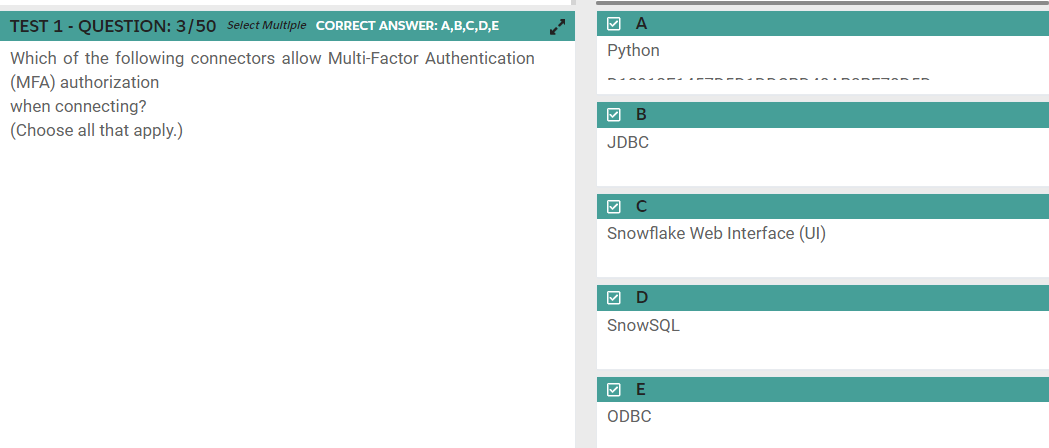 TEST 1 - QUESTION: 3/50 Select Multiple CORRECT ANSWER: A,B,C,D,E
Which of the following connectors allow Multi-Factor Authentication
(MFA) authorization
when connecting?
(Choose all that apply.)
A
Python
B
JDBC
C
Snowflake Web Interface (UI)
D
SnowSQL
E
ODBC